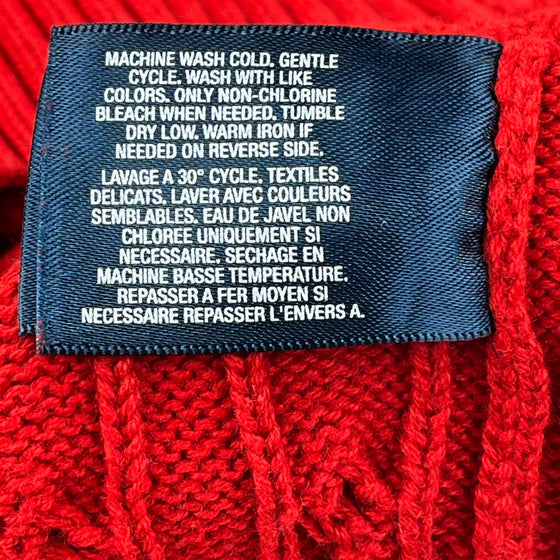 MACHINE WASH COLD. GENTLE
CYCLE. WASH WITH LIKE
COLORS. ONLY NON-CHLORINE
BLEACH WHEN NEEDED. TUMBLE
DRY LOW. WARM IRON IF
NEEDED ON REVERSE SIDE.
LAVAGE A 30° CYCLE, TEXTILES
DELICATS. LAVER AVEC COULEURS
SEMBLABLES. EAU DE JAVEL NON
CHLOREE UNIQUEMENT SI
NECESSAIRE. SECHAGE EN
MACHINE BASSE TEMPERATURE.
REPASSER A FER MOYEN SI
NECESSAIRE REPASSER L'ENVERS A.